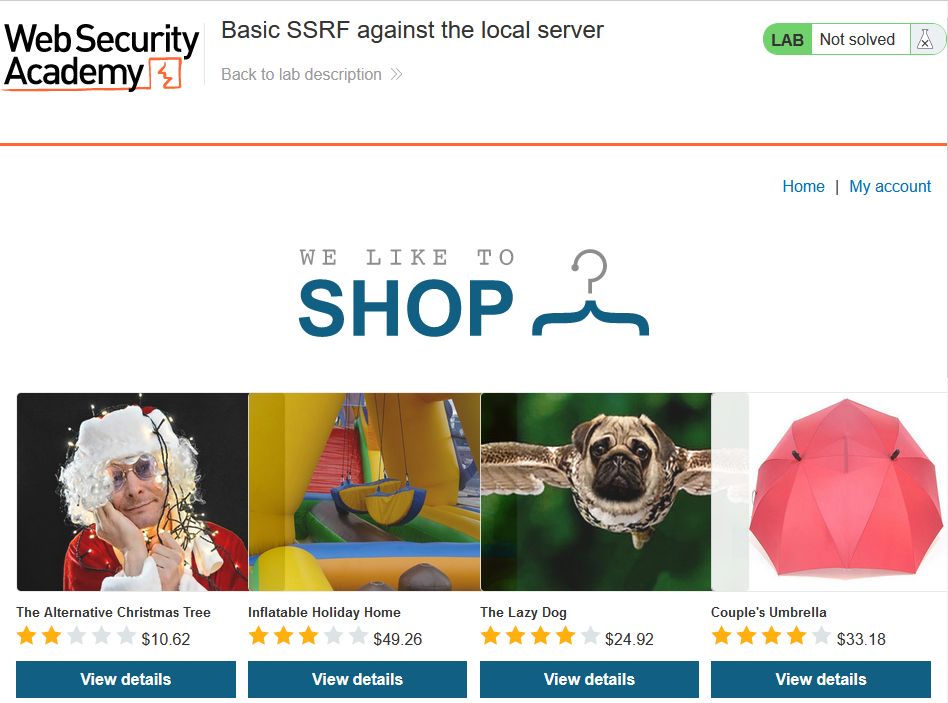 Web Security
Academy
Basic SSRF against the local server
Back to lab description
LAB Not solved
Home | My account
WE LIKE TO
SHOP
The Alternative Christmas Tree
$10.62
View details
Inflatable Holiday Home
$49.26
View details
The Lazy Dog
$24.92
View details
Couple's Umbrella
$33.18
View details